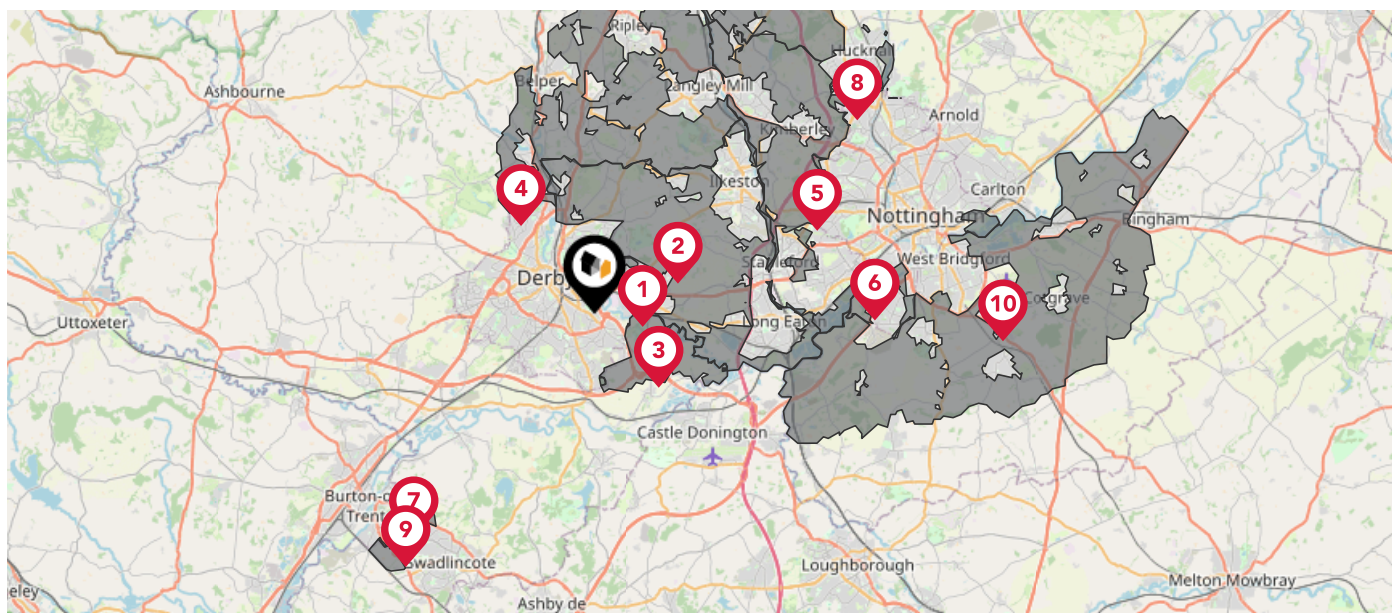 Ripley
Hucknall
Belper
Langley Mill
8
Ashbourne
Arnold
Kimberley
4
Ilkeston
5
Carlton
Nottingham
Bingham
2
Derby
Stapleford
West Bridgford
1
6
10
Cotgrave
Uttoxeter
Long Eaton
3
Castle Donington
7
Burton-o
Trent
9
Swadlincote
Loughborough
Melton Mowbray
eley
Ashby de